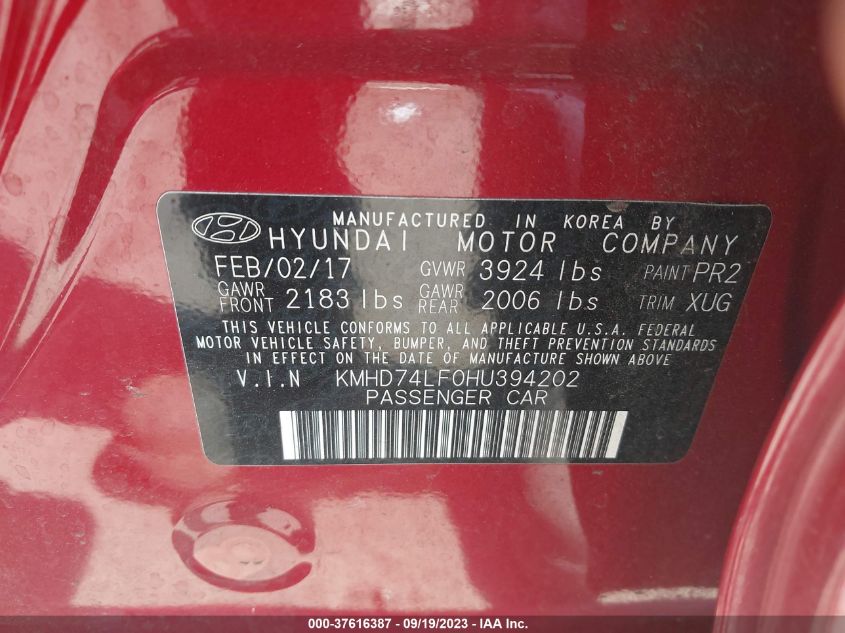 MANUFACTURED IN KOREA BY
HYUNDAI MOTOR COMPANY
FEB/02/17 GVWR 3924 lbs PAINT PR2
GAWR FRONT 2183 lbs GAWR REAR 2006 lbs TRIM XUG
THIS VEHICLE CONFORMS TO ALL APPLICABLE U.S.A. FEDERAL
MOTOR VEHICLE SAFETY, BUMPER, AND THEFT PREVENTION STANDARDS
IN EFFECT ON THE DATE OF MANUFACTURE SHOWN ABOVE
V.I.N KMHD74LF0HU394202
PASSENGER CAR
000-37616387 - 09/19/2023 - IAA Inc.